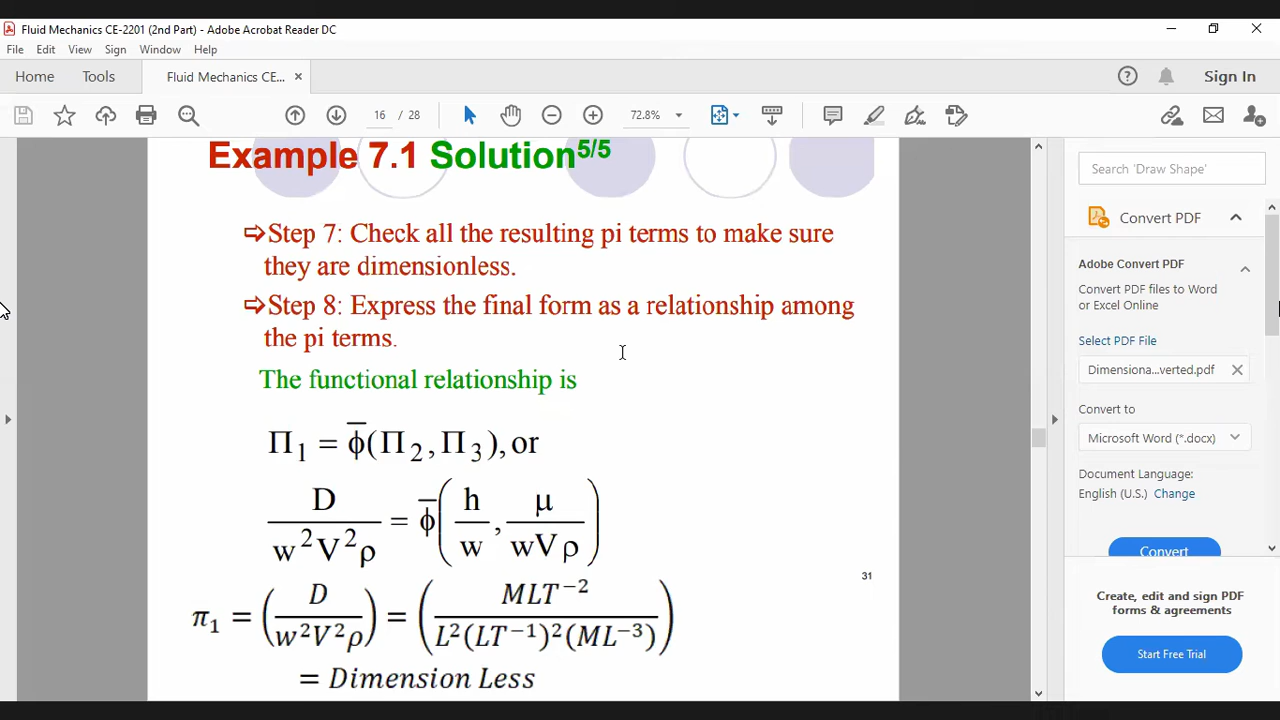 Fluid Mechanics CE-2201 (2nd Part) - Adobe Acrobat Reader DC
File Edit View Sign Window Help
Home Tools Fluid Mechanics CE... × Sign In
16 / 28 72.8%
Example 7.1 Solution5/5
⇨Step 7: Check all the resulting pi terms to make sure
they are dimensionless.
⇨Step 8: Express the final form as a relationship among
the pi terms.
The functional relationship is
Π₁ = ϕ̅(Π₂, Π₃), or
D/(w²V²ρ) = ϕ̅(h/w, μ/(wVρ))
π₁ = (D/(w²V²ρ)) = (MLT⁻²/(L²(LT⁻¹)²(ML⁻³)))
= Dimension Less
31
Search 'Draw Shape'
Convert PDF
Adobe Convert PDF
Convert PDF files to Word
or Excel Online
Select PDF File
Dimensiona...verted.pdf
Convert to
Microsoft Word (*.docx)
Document Language:
English (U.S.) Change
Convert
Create, edit and sign PDF
forms & agreements
Start Free Trial